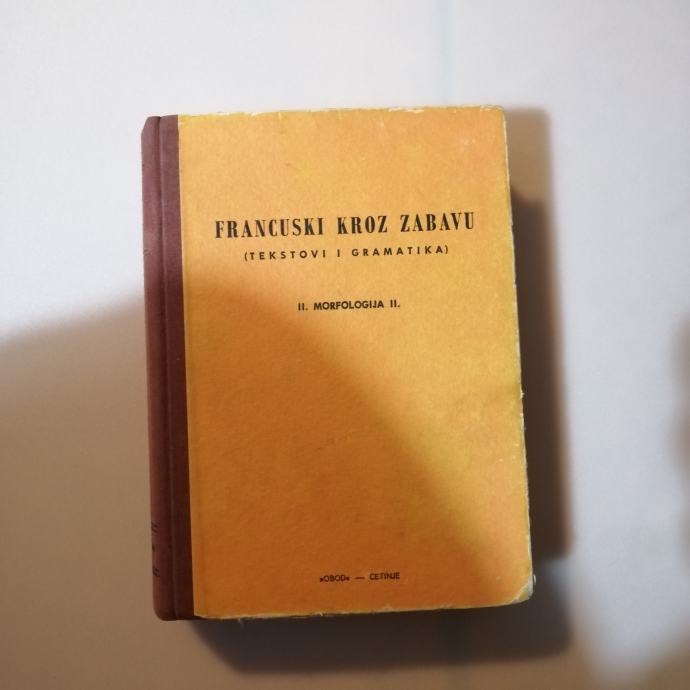 FRANCUSKI KROZ ZABAVU
(TEKSTOVI I GRAMATIKA)
II. MORFOLOGIJA II.
»OBOD« — CETINJE